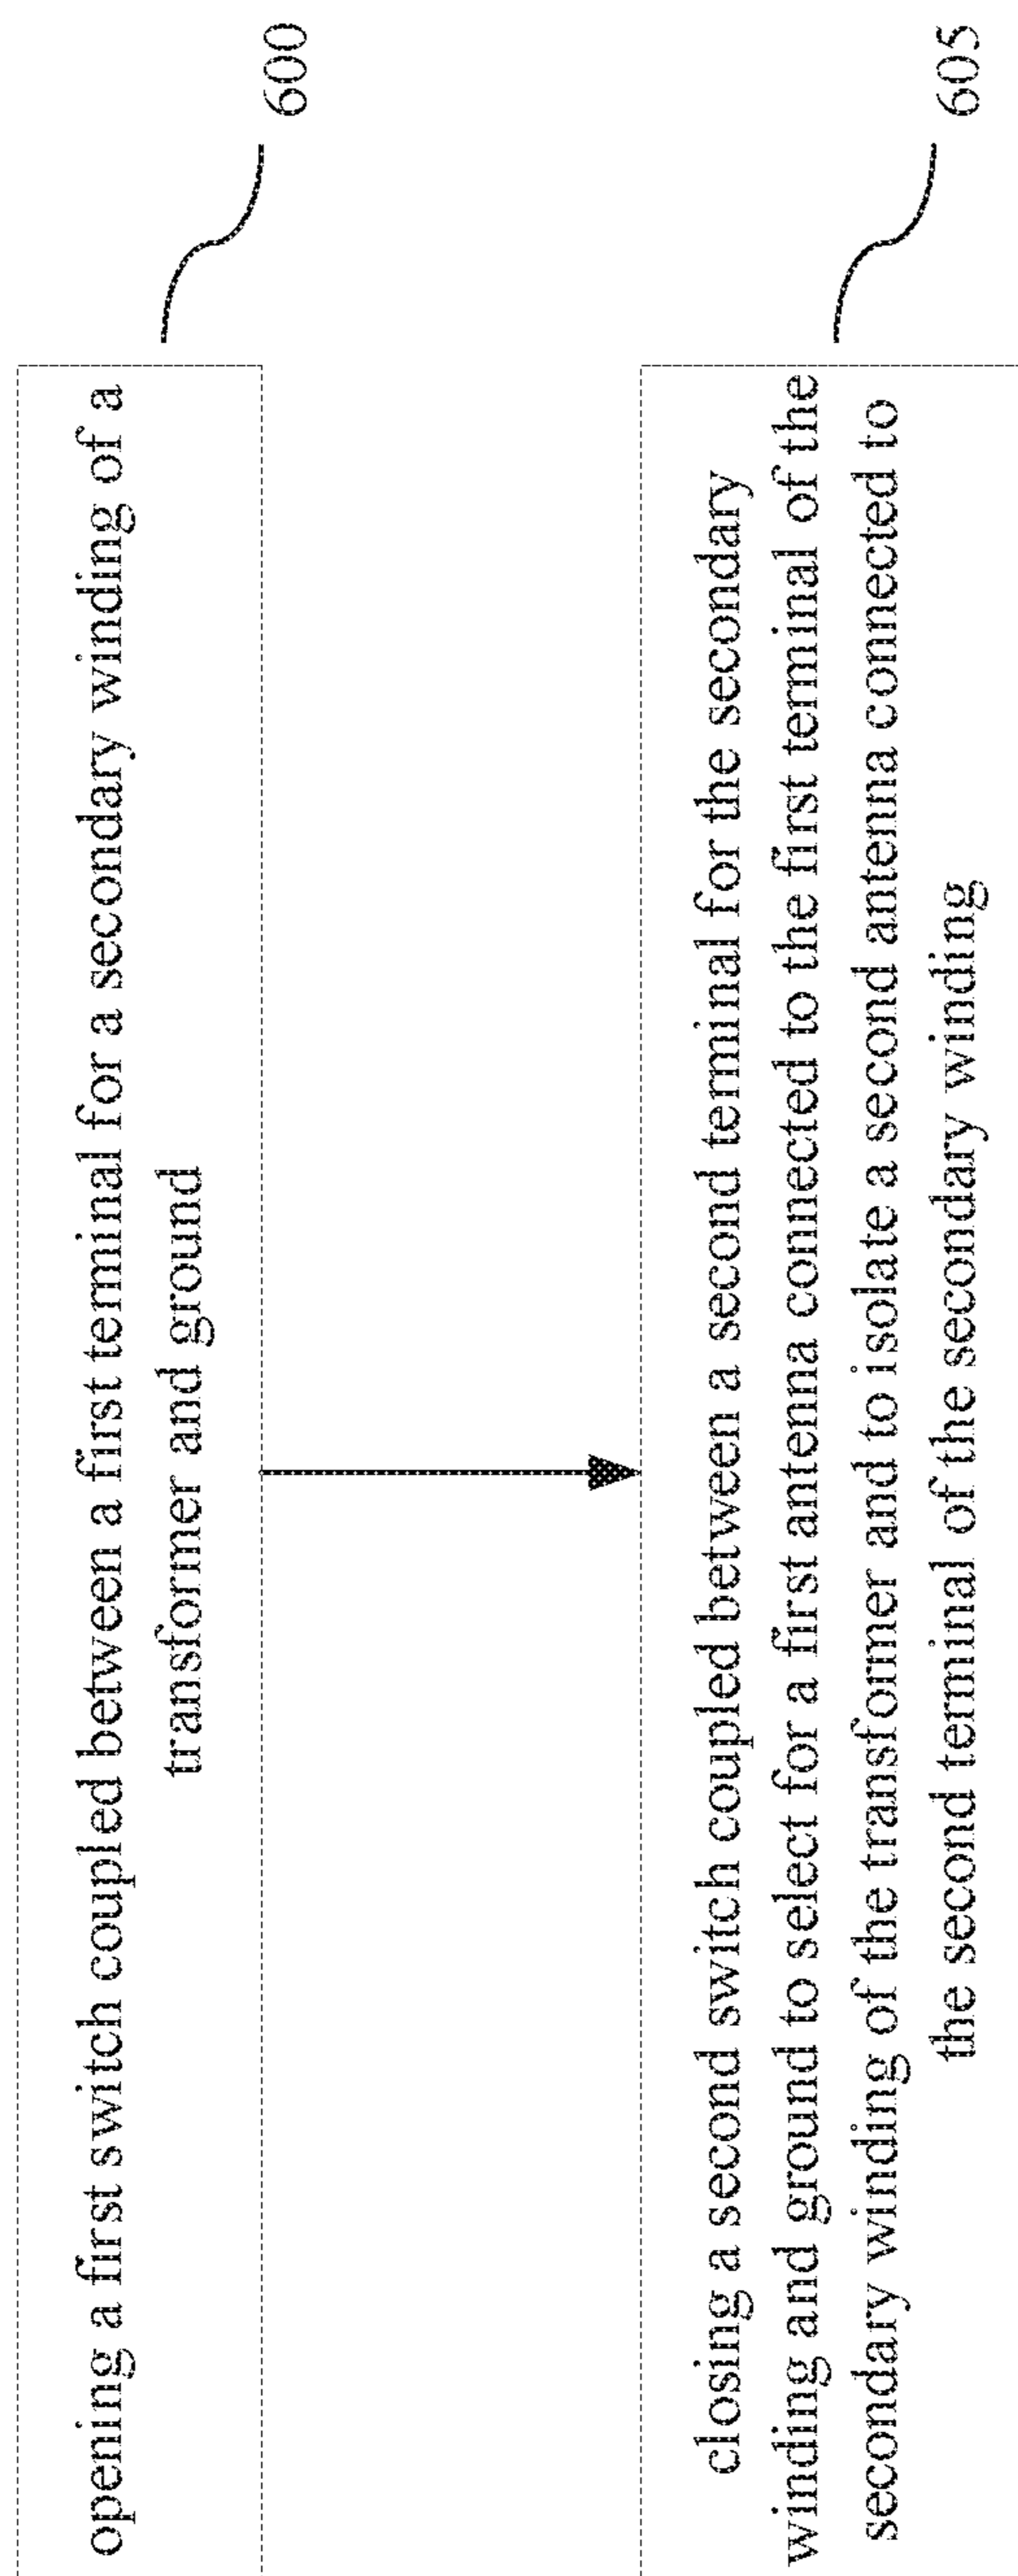 opening a first switch coupled between a first terminal for a secondary winding of a
transformer and ground
600
closing a second switch coupled between a second terminal for the secondary
winding and ground to select for a first antenna connected to the first terminal of the
secondary winding of the transformer and to isolate a second antenna connected to
the second terminal of the secondary winding
605